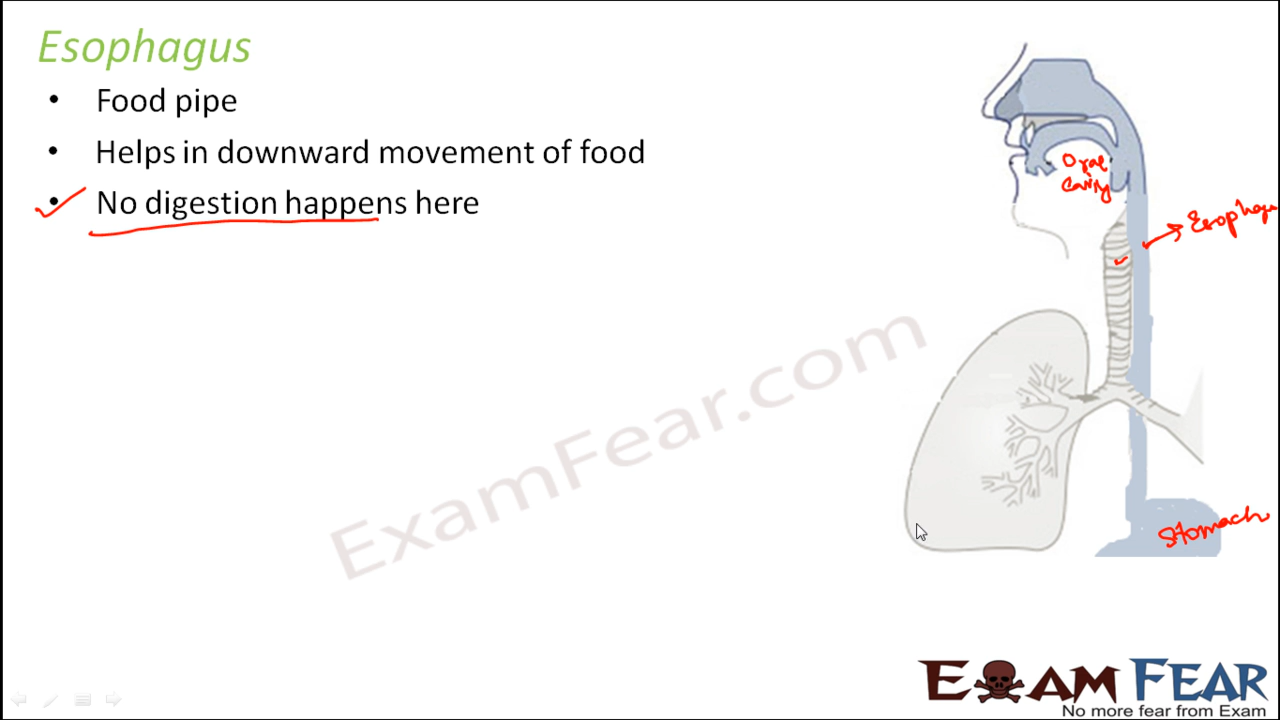 Esophagus
• Food pipe
• Helps in downward movement of food
• No digestion happens here
Oral
Cavity
Esophagu
Stomach
ExamFear.com
EXAM FEAR
No more fear from Exam